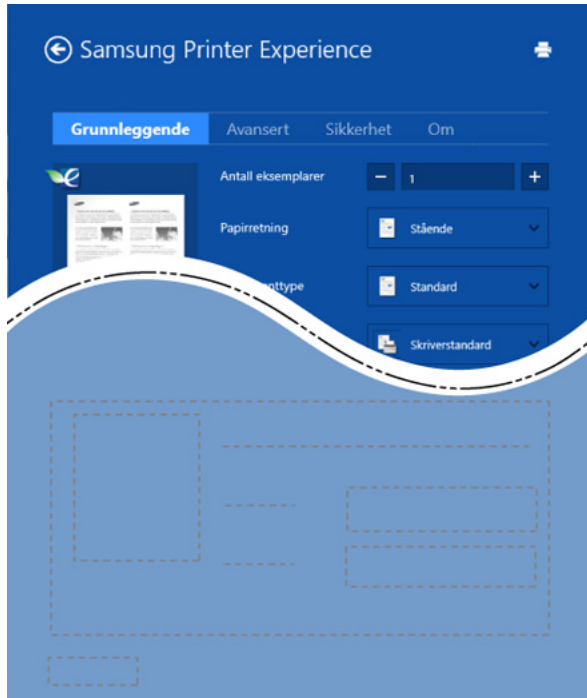 Samsung Printer Experience
Grunnleggende Avansert Sikkerhet Om
Antall eksemplarer 1
Papirretning Stående
Standard
Skriverstandard